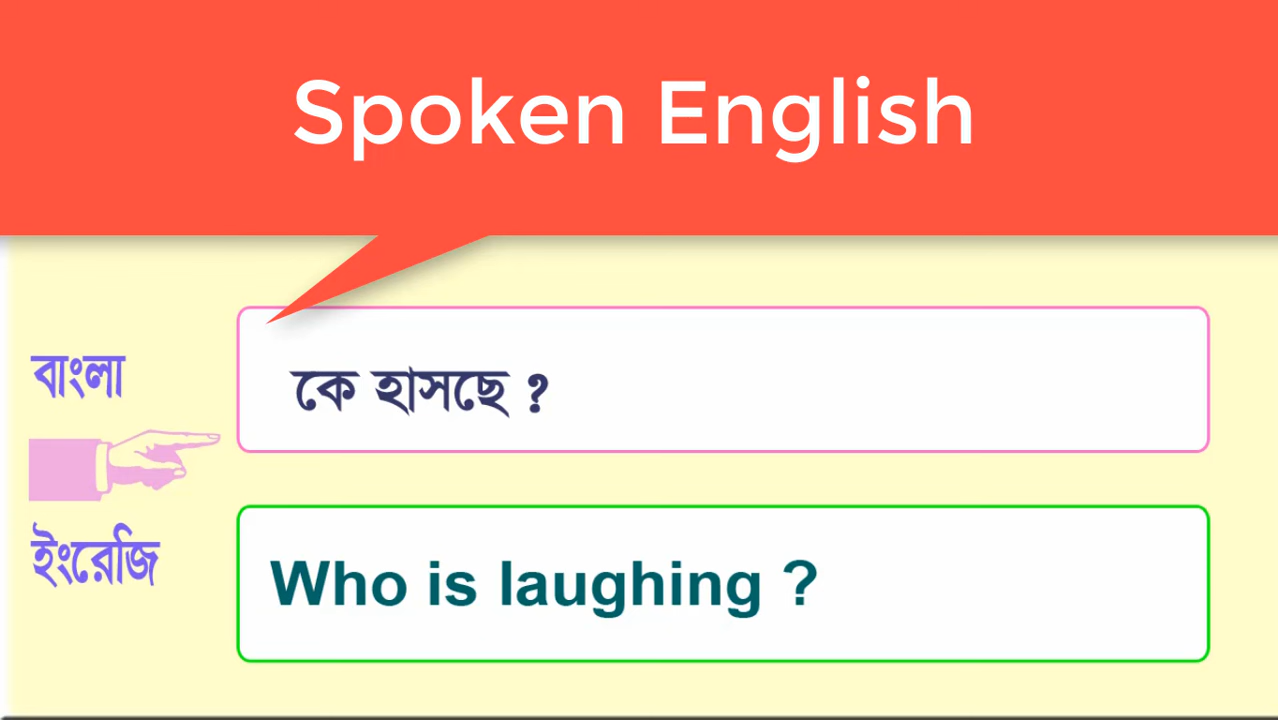 Spoken English
বাংলা
কে হাসছে ?
ইংরেজি
Who is laughing ?